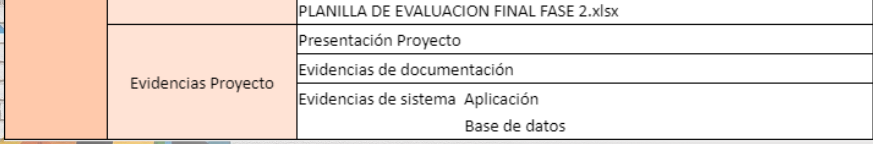 PLANILLA DE EVALUACION FINAL FASE 2.xlsx
Evidencias Proyecto
Presentación Proyecto
Evidencias de documentación
Evidencias de sistema Aplicación
Base de datos